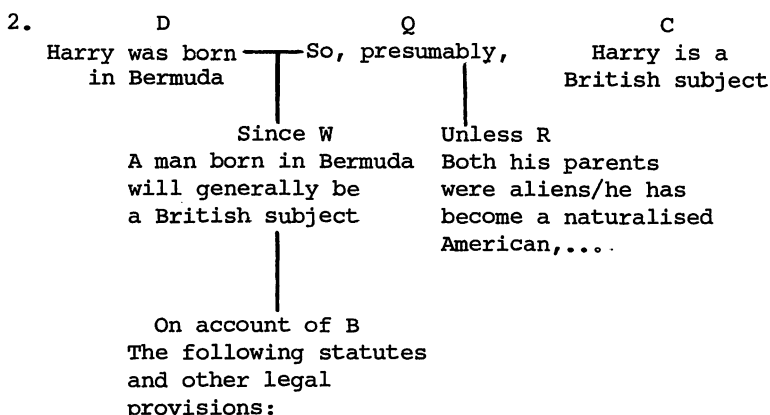 2. D Q C
Harry was born So, presumably, Harry is a
in Bermuda British subject
Since W Unless R
A man born in Bermuda Both his parents
will generally be were aliens/he has
a British subject become a naturalised
American,....
On account of B
The following statutes
and other legal
provisions: